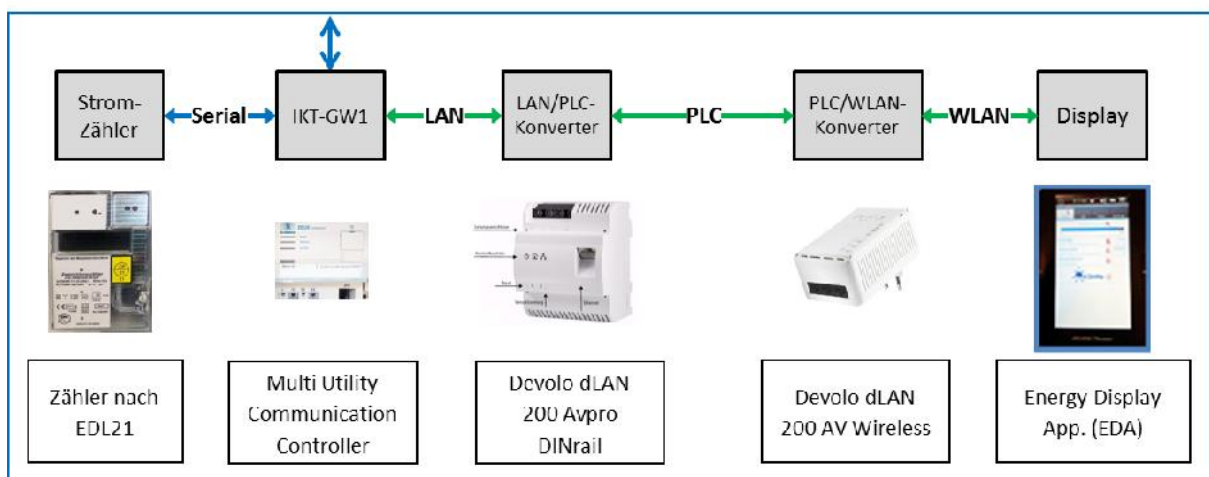 Strom-
Zähler
Serial
IKT-GW1
LAN
LAN/PLC-
Konverter
PLC
PLC/WLAN-
Konverter
WLAN
Display
Zähler nach
EDL21
Multi Utility
Communication
Controller
Devolo dLAN
200 Avpro
DINrail
Devolo dLAN
200 AV Wireless
Energy Display
App. (EDA)